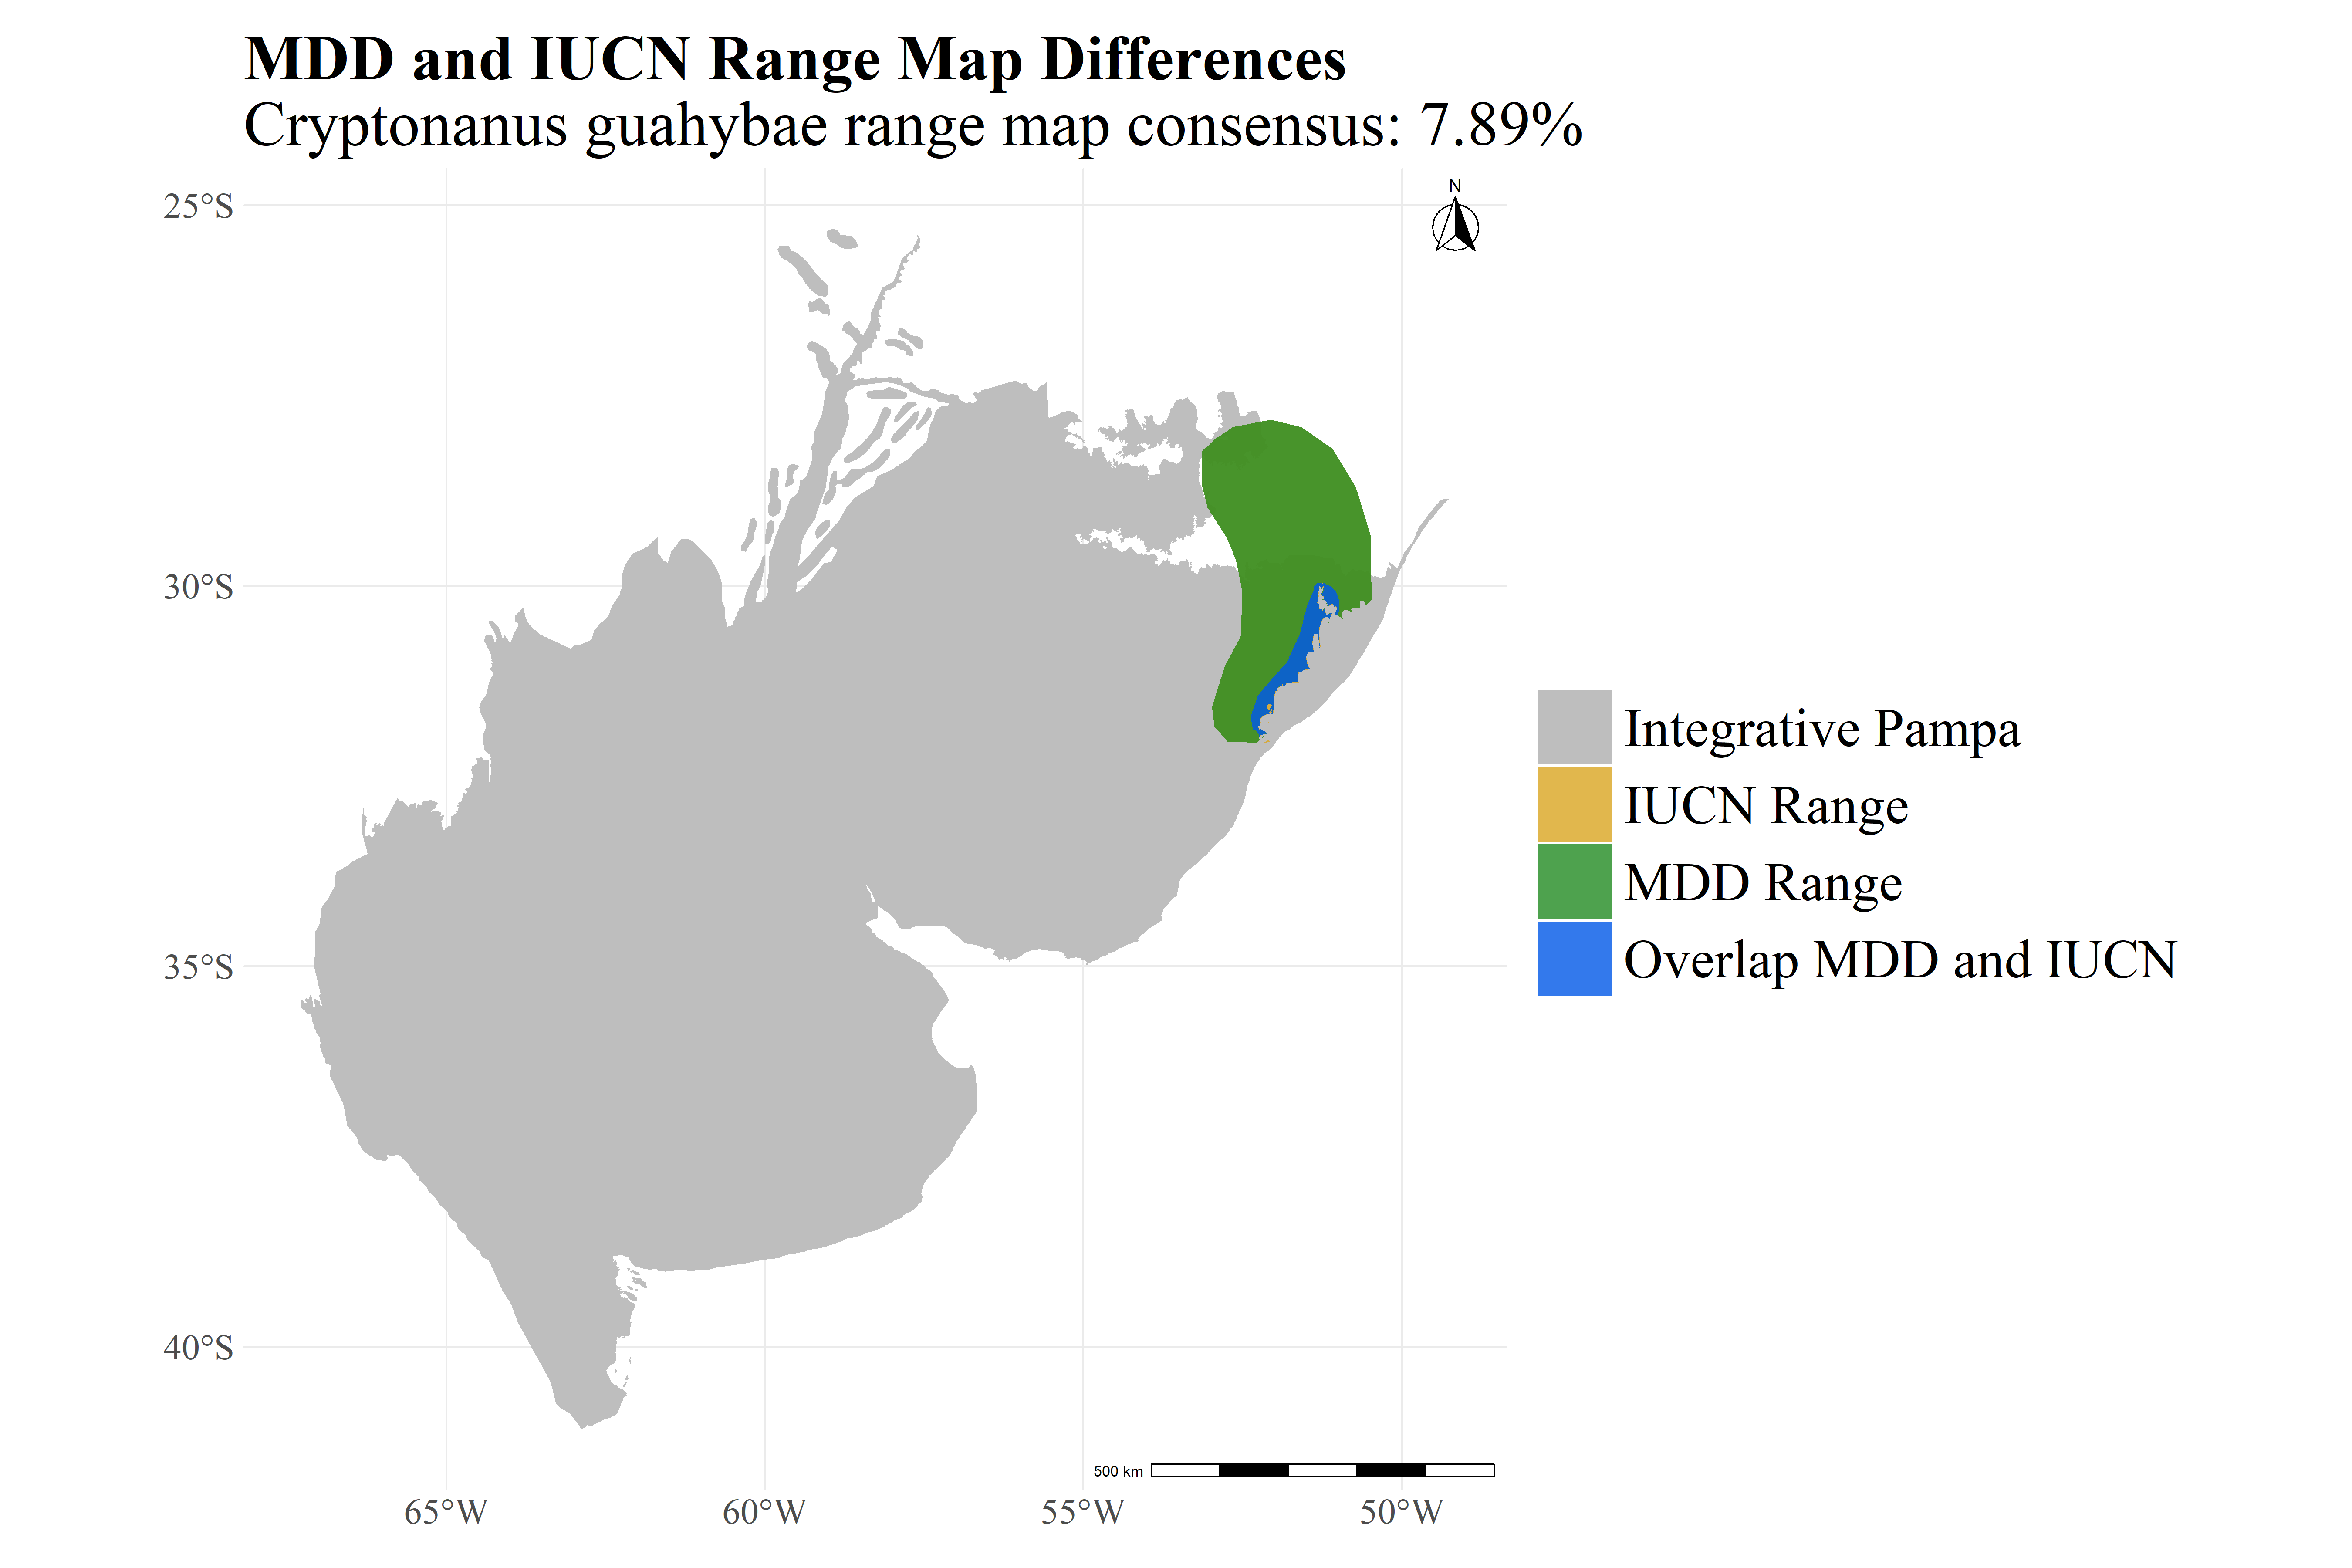 MDD and IUCN Range Map Differences
Cryptonanus guahybae range map consensus: 7.89%
N
25°S
30°S
35°S
40°S
65°W
60°W
55°W
50°W
500 km
Integrative Pampa
IUCN Range
MDD Range
Overlap MDD and IUCN